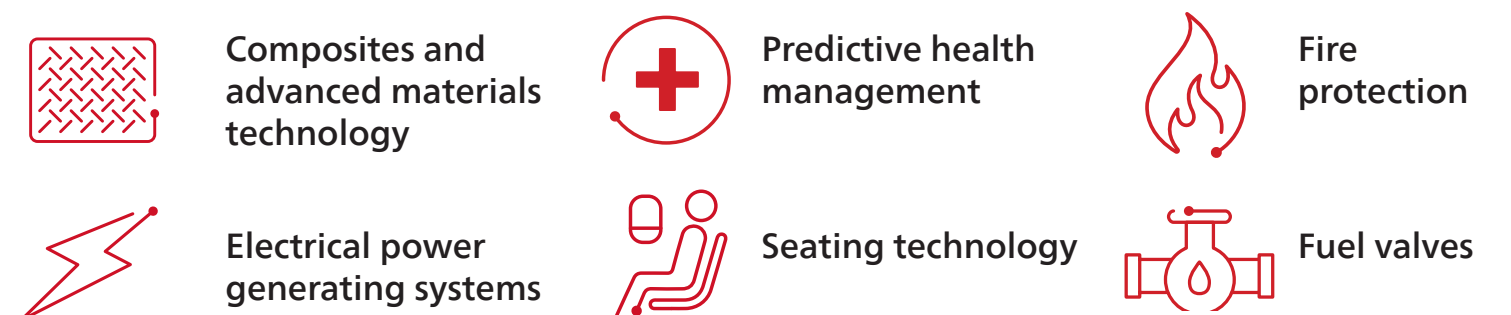 Composites and
advanced materials
technology
Predictive health
management
Fire
protection
Electrical power
generating systems
Seating technology
Fuel valves